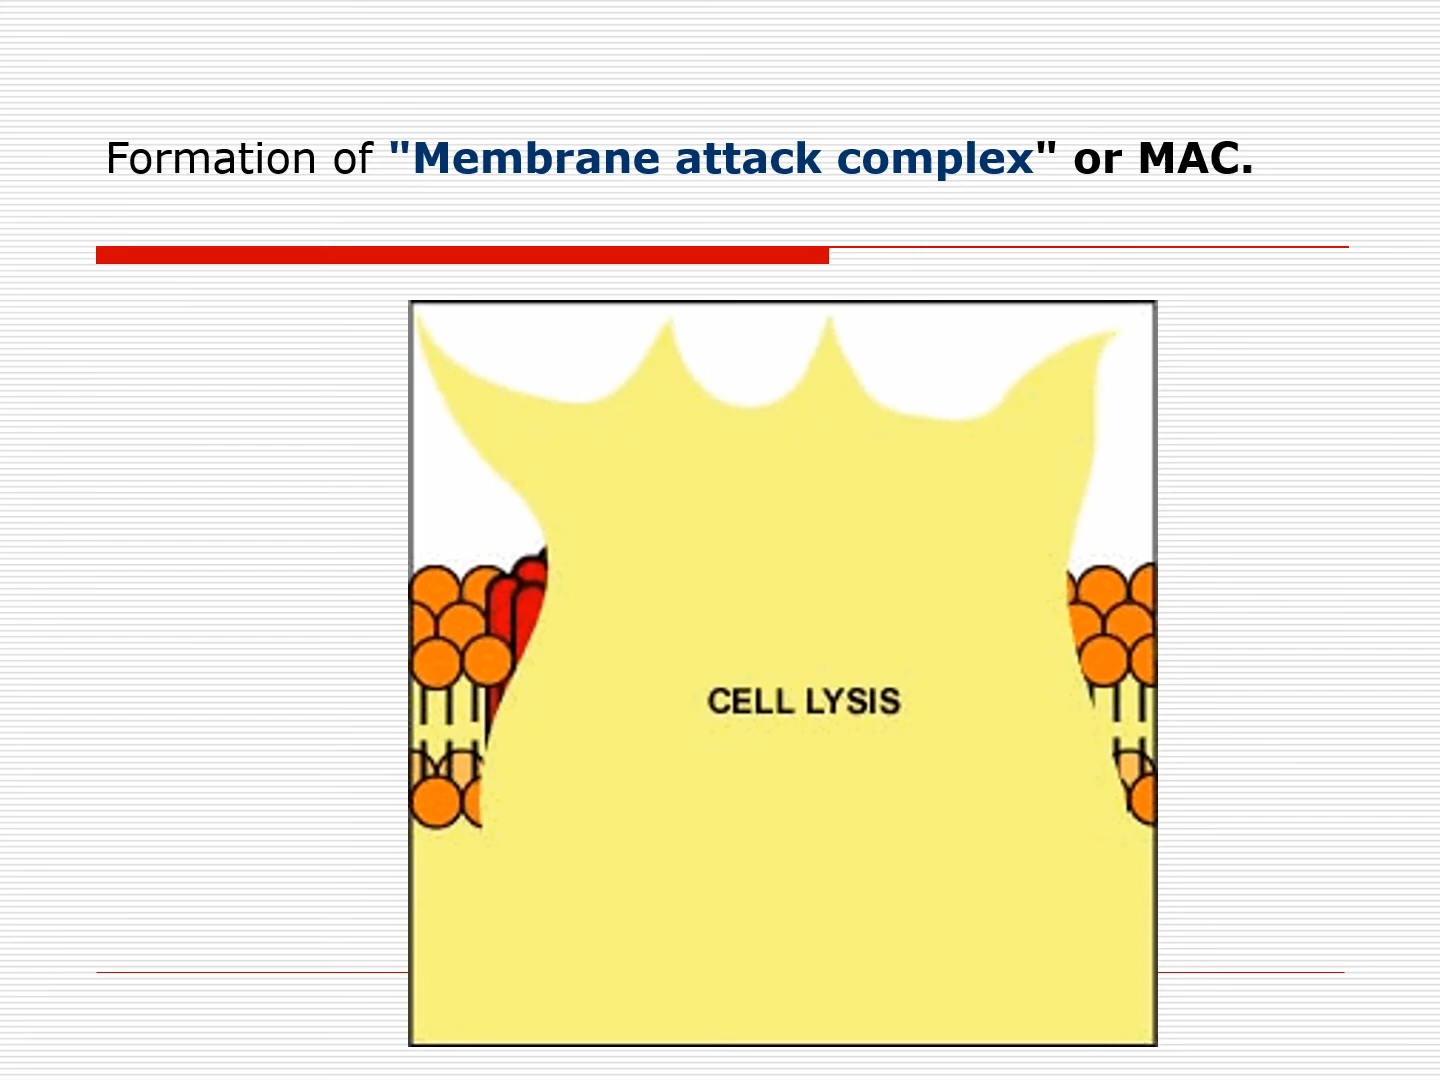 Formation of "Membrane attack complex" or MAC.
CELL LYSIS